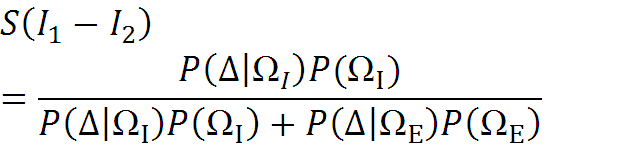 S(I₁ − I₂)
= P(Δ|Ω_I)P(Ω_I) / P(Δ|Ω_I)P(Ω_I) + P(Δ|Ω_E)P(Ω_E)